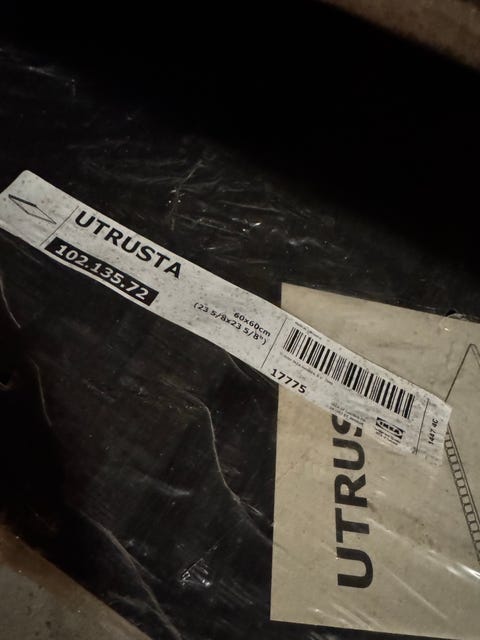 UTRUSTA
102.135.72
60x60cm
(23 5/8x23 5/8")
17775
IKEA
UTRUS